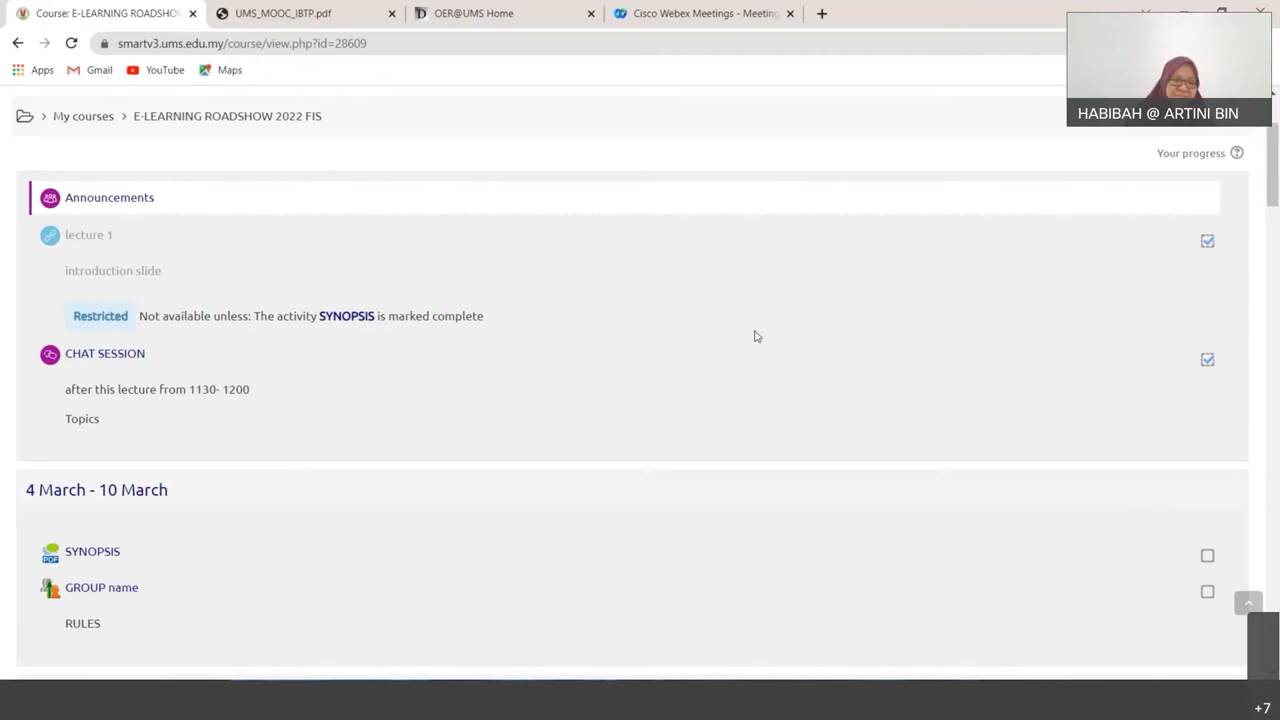 Course: E-LEARNING ROADSHOW
UMS_MOOC_IBTP.pdf
OER@UMS Home
Cisco Webex Meetings - Meeting
smartv3.ums.edu.my/course/view.php?id=28609
Apps
Gmail
YouTube
Maps
HABIBAH @ ARTINI BIN
My courses > E-LEARNING ROADSHOW 2022 FIS
Your progress
Announcements
lecture 1
introduction slide
Restricted Not available unless: The activity SYNOPSIS is marked complete
CHAT SESSION
after this lecture from 1130- 1200
Topics
4 March - 10 March
SYNOPSIS
GROUP name
RULES
+7